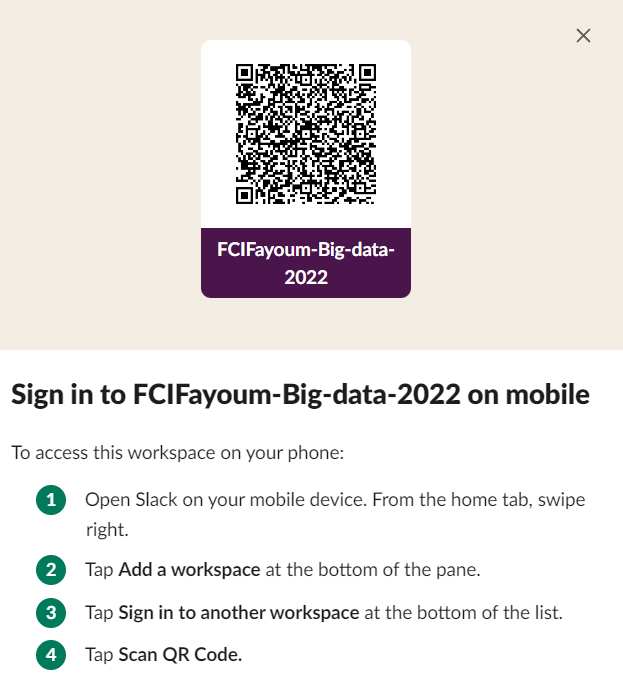 FCIFayoum-Big-data-
2022
Sign in to FCIFayoum-Big-data-2022 on mobile
To access this workspace on your phone:
1 Open Slack on your mobile device. From the home tab, swipe
right.
2 Tap Add a workspace at the bottom of the pane.
3 Tap Sign in to another workspace at the bottom of the list.
4 Tap Scan QR Code.